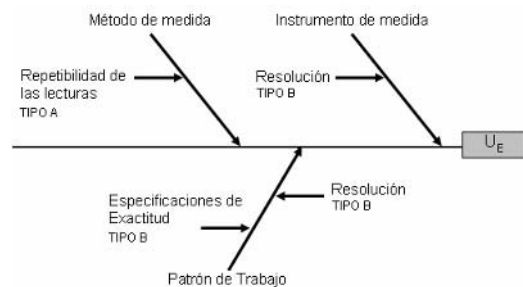 Método de medida
Instrumento de medida
Repetibilidad de
las lecturas
TIPO A
Resolución
TIPO B
U_E
Especificaciones de
Exactitud
TIPO B
Resolución
TIPO B
Patrón de Trabajo